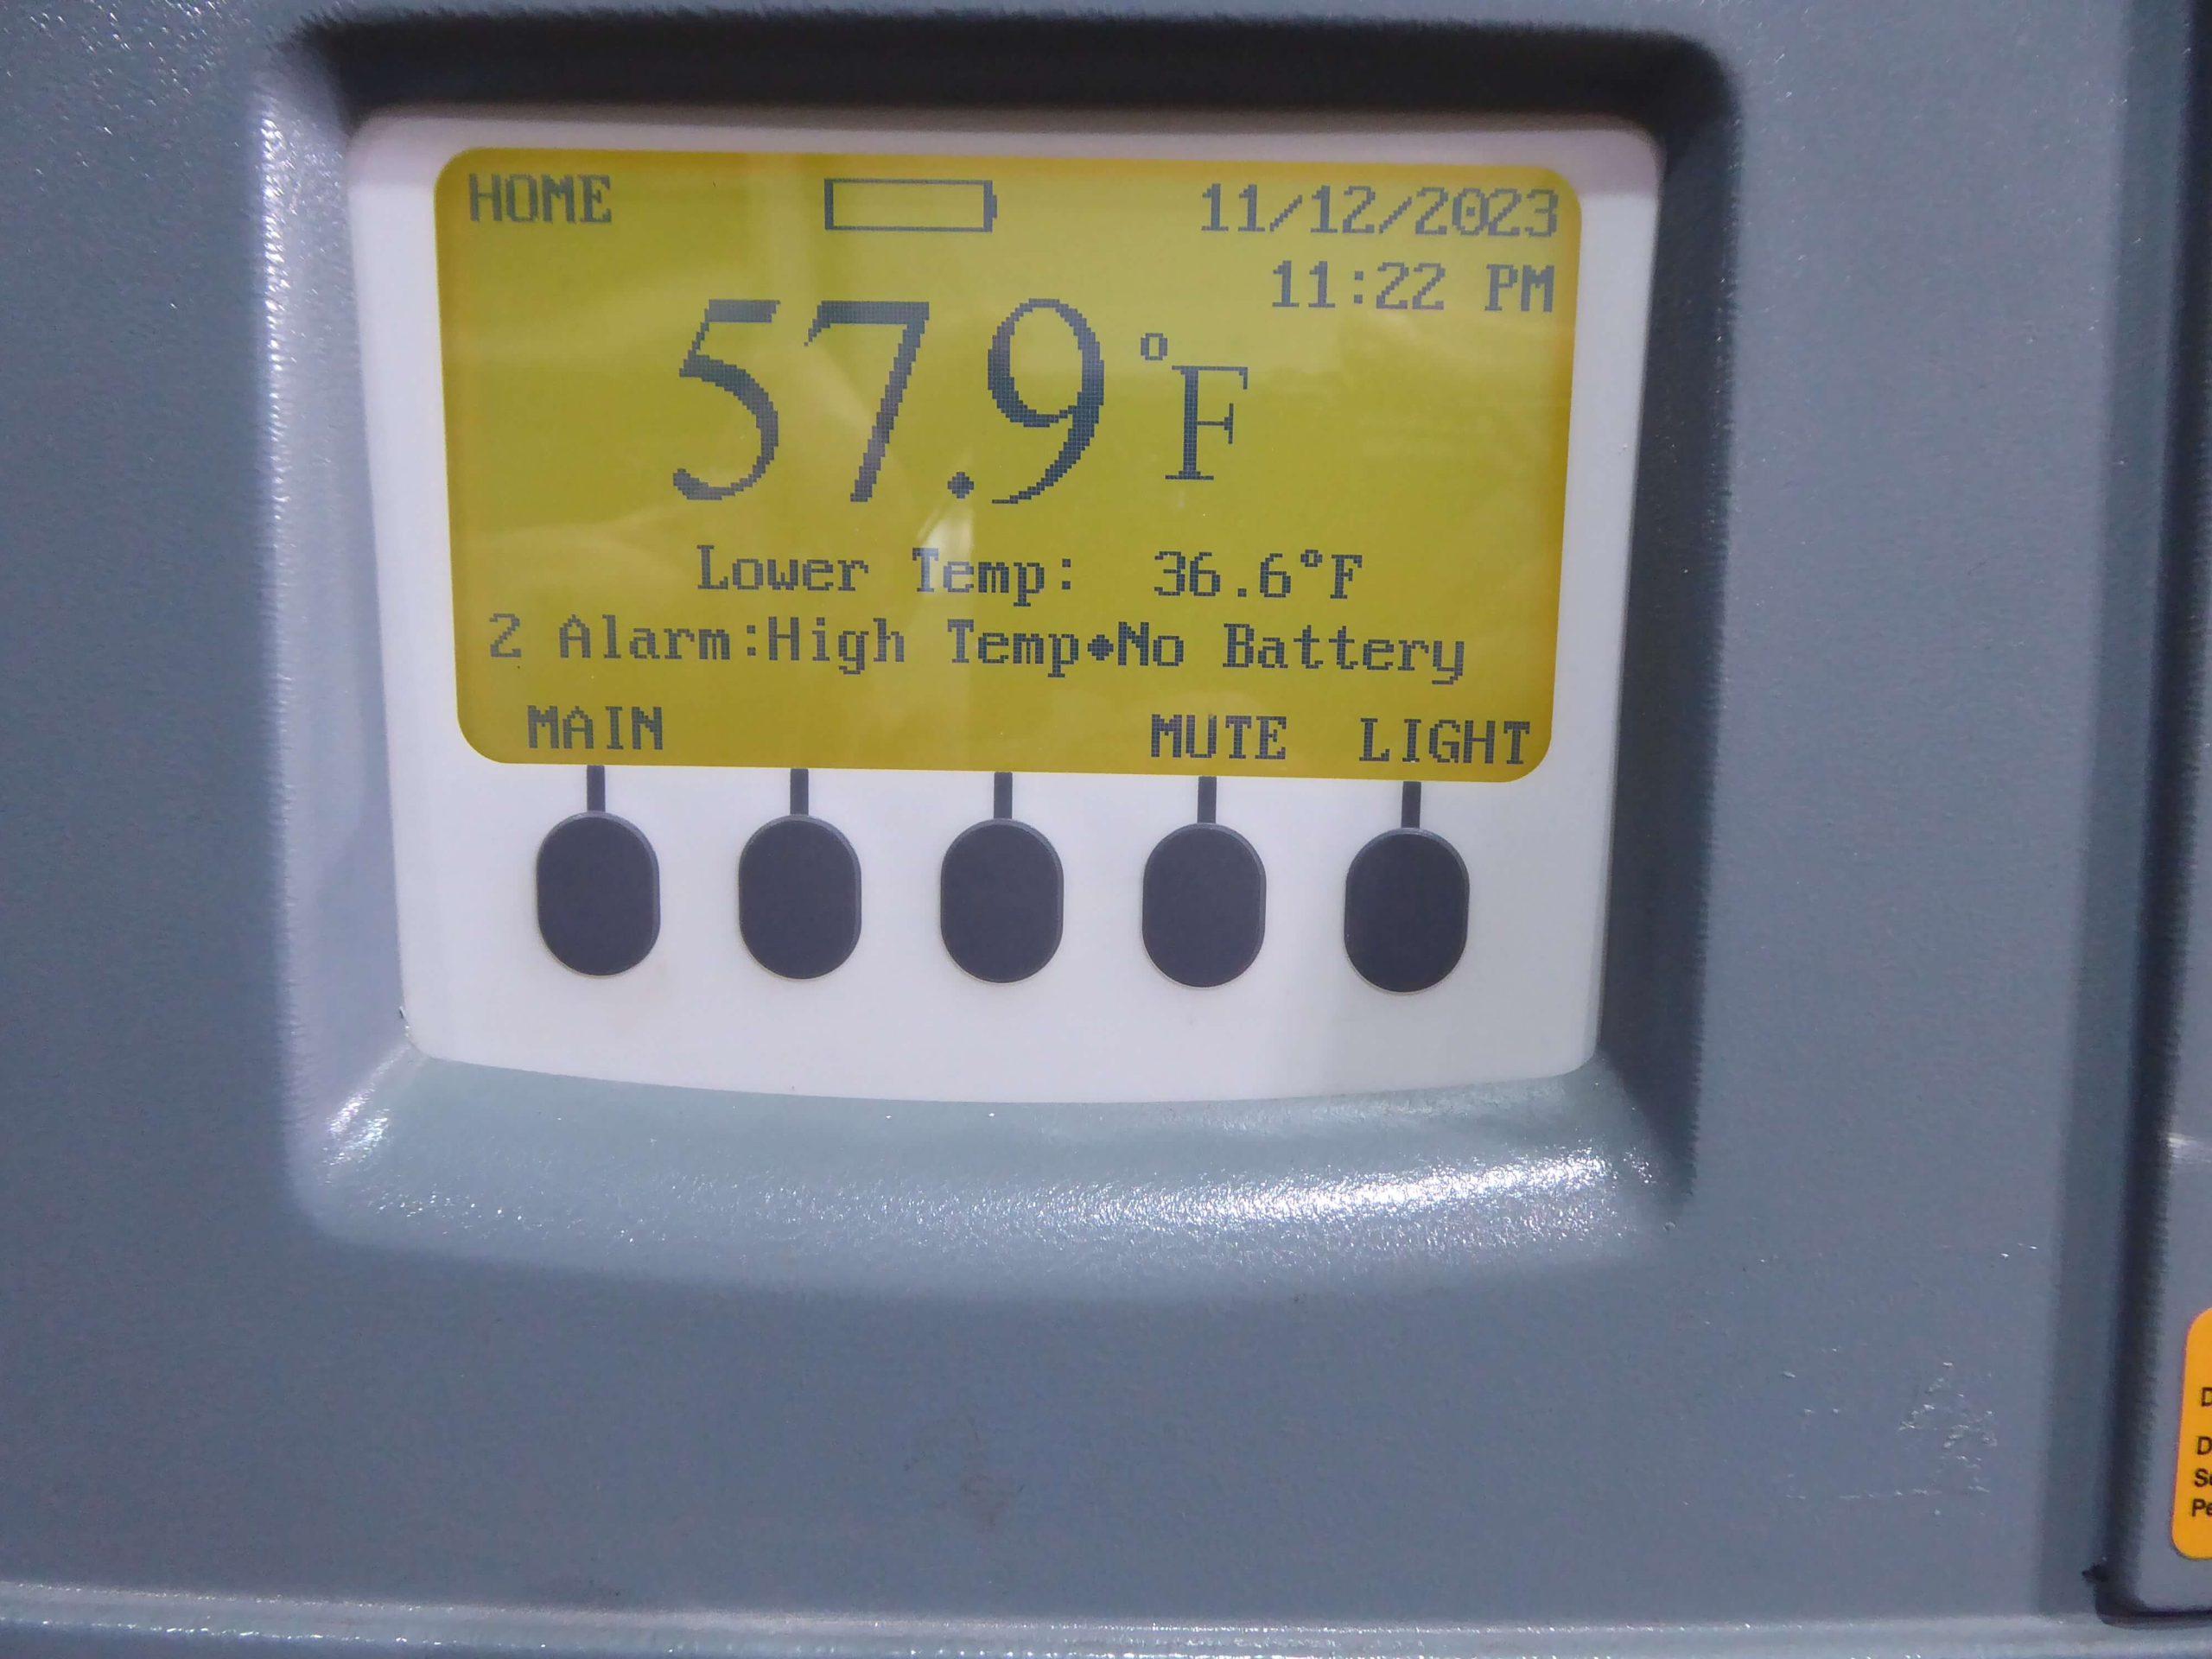 HOME
11/12/2023
11:22 PM
57.9°F
Lower Temp: 36.6°F
2 Alarm:High Temp◆No Battery
MAIN MUTE LIGHT